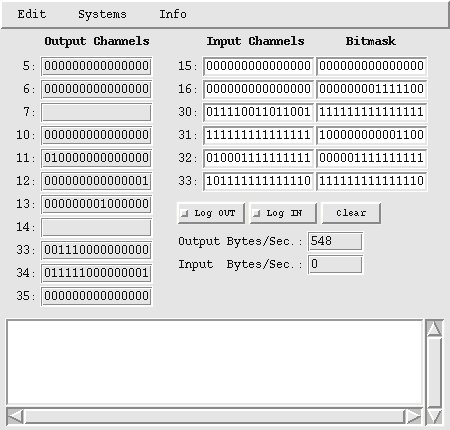 Edit Systems Info
Output Channels
5: 000000000000000
6: 000000000000000
7:
10: 000000000000000
11: 010000000000000
12: 000000000000001
13: 000000001000000
14:
33: 001110000000000
34: 011111000000001
35: 000000000000000
Input Channels Bitmask
15: 000000000000000 000000000000000
16: 000000000000000 000000001111100
30: 011110011011001 111111111111111
31: 111111111111111 100000000001100
32: 010001111111111 000001111111111
33: 101111111111110 111111111111110
Log OUT Log IN Clear
Output Bytes/Sec.: 548
Input Bytes/Sec.: 0